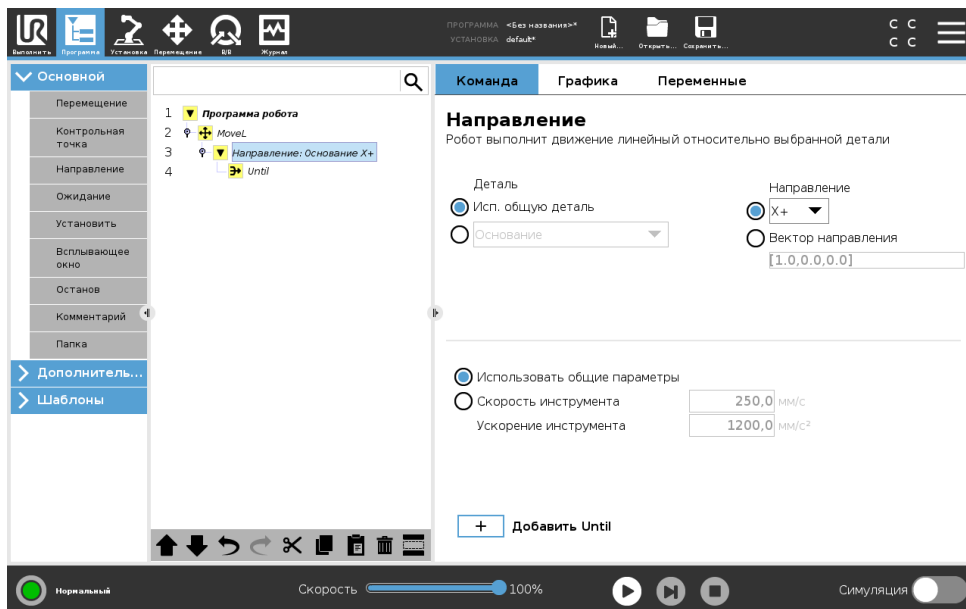 ПРОГРАММА <Без названия>*
УСТАНОВКА default*
Выполнить Программа Установка Перемещение В/В Журнал
Новый... Открыть... Сохранить...
C C
C C
Основной
Перемещение
Контрольная
точка
Направление
Ожидание
Установить
Всплывающее
окно
Останов
Комментарий
Папка
Дополнитель...
Шаблоны
1 Программа робота
2 MoveL
3 Направление: Основание X+
4 Until
Команда Графика Переменные
Направление
Робот выполнит движение линейный относительно выбранной детали
Деталь
Исп. общую деталь
Основание
Направление
X+
Вектор направления
[1.0,0.0,0.0]
Использовать общие параметры
Скорость инструмента 250,0 мм/с
Ускорение инструмента 1200,0 мм/с²
+ Добавить Until
Нормальный
Скорость 100%
Симуляция